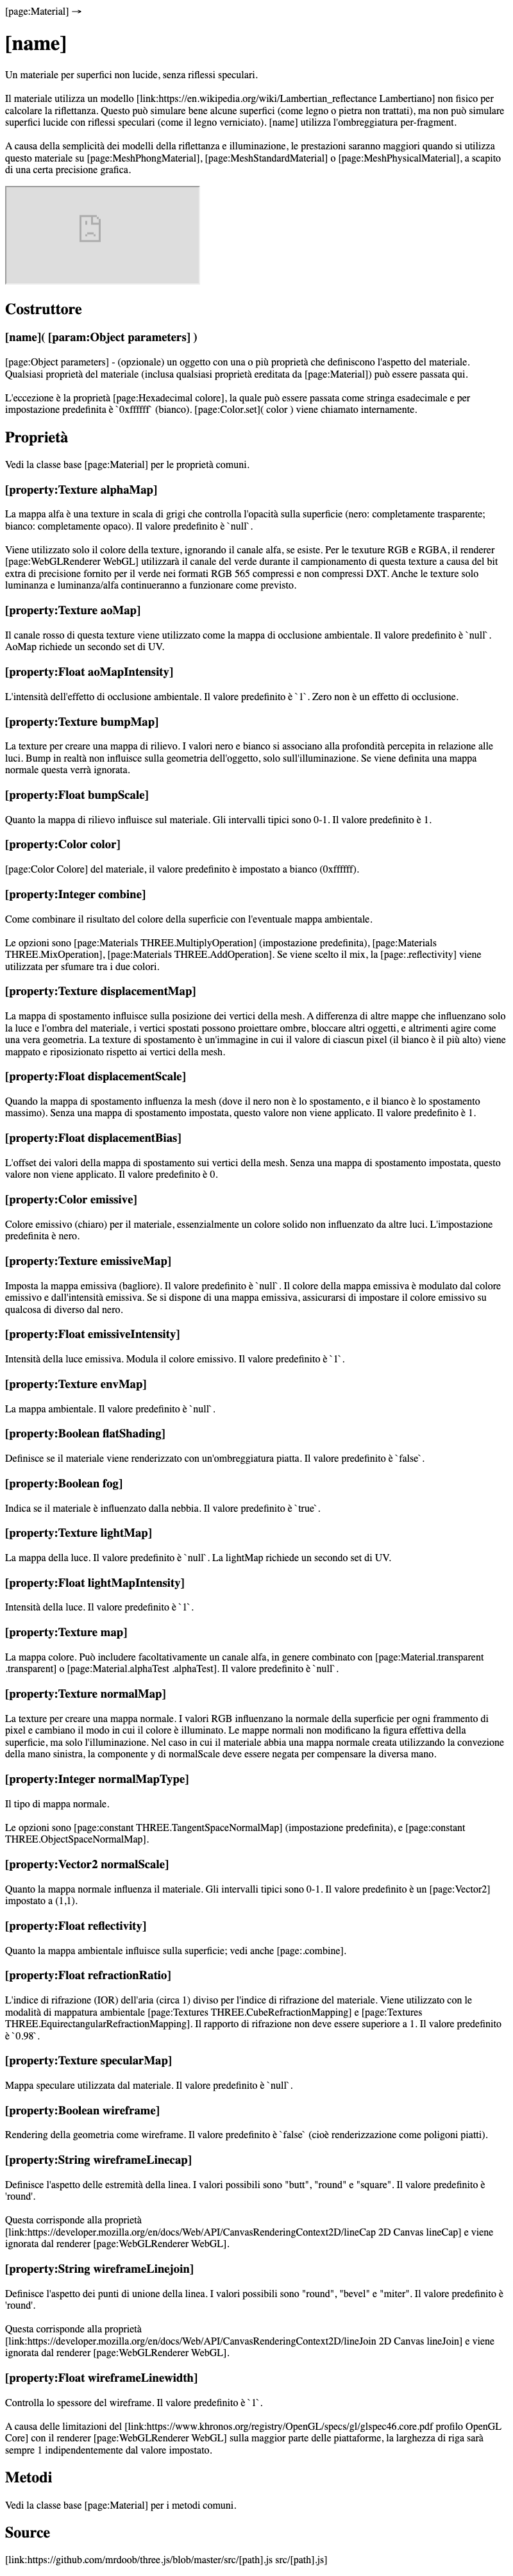 [page:Material] →
[name]
Un materiale per superfici non lucide, senza riflessi speculari.
Il materiale utilizza un modello [link:https://en.wikipedia.org/wiki/Lambertian_reflectance Lambertiano] non fisico per
calcolare la riflettanza. Questo può simulare bene alcune superfici (come legno o pietra non trattati), ma non può simulare
superfici lucide con riflessi speculari (come il legno verniciato). [name] utilizza l'ombreggiatura per-fragment.
A causa della semplicità dei modelli della riflettanza e illuminazione, le prestazioni saranno maggiori quando si utilizza
questo materiale su [page:MeshPhongMaterial], [page:MeshStandardMaterial] o [page:MeshPhysicalMaterial], a scapito
di una certa precisione grafica.
Costruttore
[name]( [param:Object parameters] )
[page:Object parameters] - (opzionale) un oggetto con una o più proprietà che definiscono l'aspetto del materiale.
Qualsiasi proprietà del materiale (inclusa qualsiasi proprietà ereditata da [page:Material]) può essere passata qui.
L'eccezione è la proprietà [page:Hexadecimal colore], la quale può essere passata come stringa esadecimale e per
impostazione predefinita è `0xffffff` (bianco). [page:Color.set]( color ) viene chiamato internamente.
Proprietà
Vedi la classe base [page:Material] per le proprietà comuni.
[property:Texture alphaMap]
La mappa alfa è una texture in scala di grigi che controlla l'opacità sulla superficie (nero: completamente trasparente;
bianco: completamente opaco). Il valore predefinito è `null`.
Viene utilizzato solo il colore della texture, ignorando il canale alfa, se esiste. Per le texuture RGB e RGBA, il renderer
[page:WebGLRenderer WebGL] utilizzarà il canale del verde durante il campionamento di questa texture a causa del bit
extra di precisione fornito per il verde nei formati RGB 565 compressi e non compressi DXT. Anche le texture solo
luminanza e luminanza/alfa continueranno a funzionare come previsto.
[property:Texture aoMap]
Il canale rosso di questa texture viene utilizzato come la mappa di occlusione ambientale. Il valore predefinito è `null`.
AoMap richiede un secondo set di UV.
[property:Float aoMapIntensity]
L'intensità dell'effetto di occlusione ambientale. Il valore predefinito è `1`. Zero non è un effetto di occlusione.
[property:Texture bumpMap]
La texture per creare una mappa di rilievo. I valori nero e bianco si associano alla profondità percepita in relazione alle
luci. Bump in realtà non influisce sulla geometria dell'oggetto, solo sull'illuminazione. Se viene definita una mappa
normale questa verrà ignorata.
[property:Float bumpScale]
Quanto la mappa di rilievo influisce sul materiale. Gli intervalli tipici sono 0-1. Il valore predefinito è 1.
[property:Color color]
[page:Color Colore] del materiale, il valore predefinito è impostato a bianco (0xffffff).
[property:Integer combine]
Come combinare il risultato del colore della superficie con l'eventuale mappa ambientale.
Le opzioni sono [page:Materials THREE.MultiplyOperation] (impostazione predefinita), [page:Materials
THREE.MixOperation], [page:Materials THREE.AddOperation]. Se viene scelto il mix, la [page:.reflectivity] viene
utilizzata per sfumare tra i due colori.
[property:Texture displacementMap]
La mappa di spostamento influisce sulla posizione dei vertici della mesh. A differenza di altre mappe che influenzano solo
la luce e l'ombra del materiale, i vertici spostati possono proiettare ombre, bloccare altri oggetti, e altrimenti agire come
una vera geometria. La texture di spostamento è un'immagine in cui il valore di ciascun pixel (il bianco è il più alto) viene
mappato e riposizionato rispetto ai vertici della mesh.
[property:Float displacementScale]
Quando la mappa di spostamento influenza la mesh (dove il nero non è lo spostamento, e il bianco è lo spostamento
massimo). Senza una mappa di spostamento impostata, questo valore non viene applicato. Il valore predefinito è 1.
[property:Float displacementBias]
L'offset dei valori della mappa di spostamento sui vertici della mesh. Senza una mappa di spostamento impostata, questo
valore non viene applicato. Il valore predefinito è 0.
[property:Color emissive]
Colore emissivo (chiaro) per il materiale, essenzialmente un colore solido non influenzato da altre luci. L'impostazione
predefinita è nero.
[property:Texture emissiveMap]
Imposta la mappa emissiva (bagliore). Il valore predefinito è `null`. Il colore della mappa emissiva è modulato dal colore
emissivo e dall'intensità emissiva. Se si dispone di una mappa emissiva, assicurarsi di impostare il colore emissivo su
qualcosa di diverso dal nero.
[property:Float emissiveIntensity]
Intensità della luce emissiva. Modula il colore emissivo. Il valore predefinito è `1`.
[property:Texture envMap]
La mappa ambientale. Il valore predefinito è `null`.
[property:Boolean flatShading]
Definisce se il materiale viene renderizzato con un'ombreggiatura piatta. Il valore predefinito è `false`.
[property:Boolean fog]
Indica se il materiale è influenzato dalla nebbia. Il valore predefinito è `true`.
[property:Texture lightMap]
La mappa della luce. Il valore predefinito è `null`. La lightMap richiede un secondo set di UV.
[property:Float lightMapIntensity]
Intensità della luce. Il valore predefinito è `1`.
[property:Texture map]
La mappa colore. Può includere facoltativamente un canale alfa, in genere combinato con [page:Material.transparent
.transparent] o [page:Material.alphaTest .alphaTest]. Il valore predefinito è `null`.
[property:Texture normalMap]
La texture per creare una mappa normale. I valori RGB influenzano la normale della superficie per ogni frammento di
pixel e cambiano il modo in cui il colore è illuminato. Le mappe normali non modificano la figura effettiva della
superficie, ma solo l'illuminazione. Nel caso in cui il materiale abbia una mappa normale creata utilizzando la convezione
della mano sinistra, la componente y di normalScale deve essere negata per compensare la diversa mano.
[property:Integer normalMapType]
Il tipo di mappa normale.
Le opzioni sono [page:constant THREE.TangentSpaceNormalMap] (impostazione predefinita), e [page:constant
THREE.ObjectSpaceNormalMap].
[property:Vector2 normalScale]
Quanto la mappa normale influenza il materiale. Gli intervalli tipici sono 0-1. Il valore predefinito è un [page:Vector2]
impostato a (1,1).
[property:Float reflectivity]
Quanto la mappa ambientale influisce sulla superficie; vedi anche [page:.combine].
[property:Float refractionRatio]
L'indice di rifrazione (IOR) dell'aria (circa 1) diviso per l'indice di rifrazione del materiale. Viene utilizzato con le
modalità di mappatura ambientale [page:Textures THREE.CubeRefractionMapping] e [page:Textures
THREE.EquirectangularRefractionMapping]. Il rapporto di rifrazione non deve essere superiore a 1. Il valore predefinito
è `0.98`.
[property:Texture specularMap]
Mappa speculare utilizzata dal materiale. Il valore predefinito è `null`.
[property:Boolean wireframe]
Rendering della geometria come wireframe. Il valore predefinito è `false` (cioè renderizzazione come poligoni piatti).
[property:String wireframeLinecap]
Definisce l'aspetto delle estremità della linea. I valori possibili sono "butt", "round" e "square". Il valore predefinito è
'round'.
Questa corrisponde alla proprietà
[link:https://developer.mozilla.org/en/docs/Web/API/CanvasRenderingContext2D/lineCap 2D Canvas lineCap] e viene
ignorata dal renderer [page:WebGLRenderer WebGL].
[property:String wireframeLinejoin]
Definisce l'aspetto dei punti di unione della linea. I valori possibili sono "round", "bevel" e "miter". Il valore predefinito è
'round'.
Questa corrisponde alla proprietà
[link:https://developer.mozilla.org/en/docs/Web/API/CanvasRenderingContext2D/lineJoin 2D Canvas lineJoin] e viene
ignorata dal renderer [page:WebGLRenderer WebGL].
[property:Float wireframeLinewidth]
Controlla lo spessore del wireframe. Il valore predefinito è `1`.
A causa delle limitazioni del [link:https://www.khronos.org/registry/OpenGL/specs/gl/glspec46.core.pdf profilo OpenGL
Core] con il renderer [page:WebGLRenderer WebGL] sulla maggior parte delle piattaforme, la larghezza di riga sarà
sempre 1 indipendentemente dal valore impostato.
Metodi
Vedi la classe base [page:Material] per i metodi comuni.
Source
[link:https://github.com/mrdoob/three.js/blob/master/src/[path].js src/[path].js]